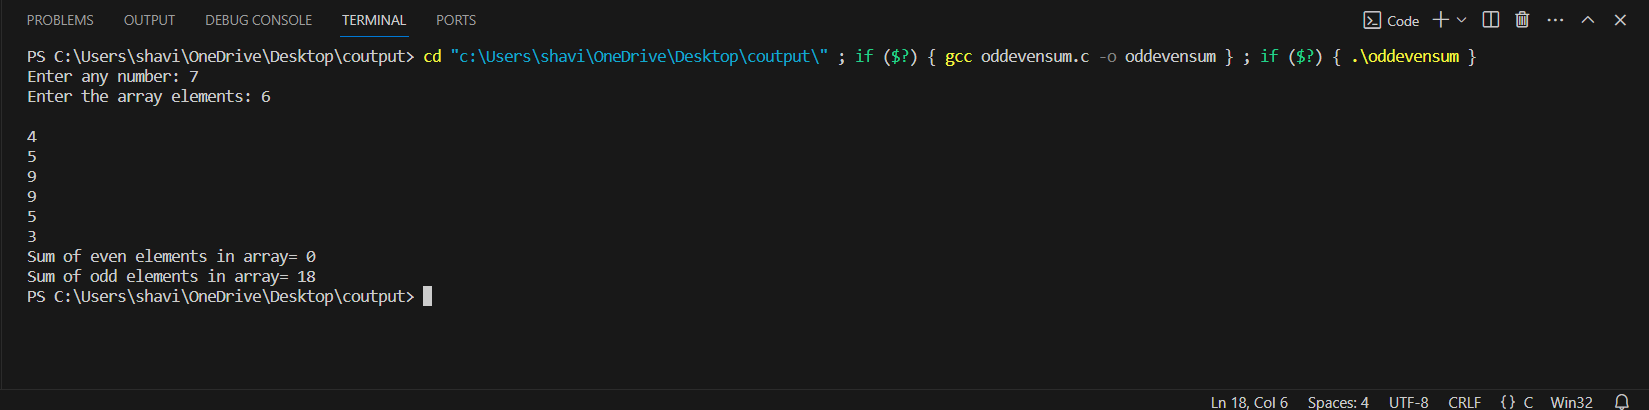 PROBLEMS OUTPUT DEBUG CONSOLE TERMINAL PORTS Code
PS C:\Users\shavi\OneDrive\Desktop\coutput> cd "c:\Users\shavi\OneDrive\Desktop\coutput\" ; if ($?) { gcc oddevensum.c -o oddevensum } ; if ($?) { .\oddevensum }
Enter any number: 7
Enter the array elements: 6
4
5
9
9
5
3
Sum of even elements in array= 0
Sum of odd elements in array= 18
PS C:\Users\shavi\OneDrive\Desktop\coutput>
Ln 18, Col 6 Spaces: 4 UTF-8 CRLF {} C Win32